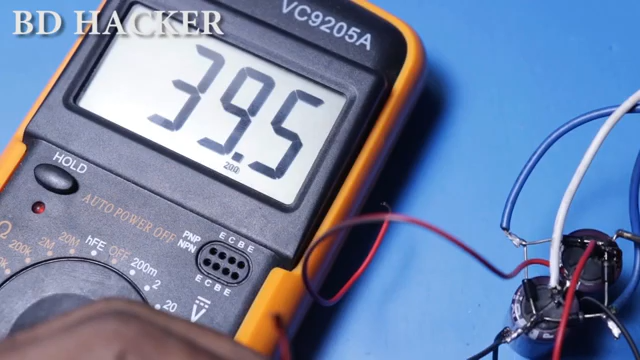 BD HACKER
VC9205A
39.5
200
HOLD
AUTO POWER OFF
PNP
NPN
E C B E
E C B E
Ω
200k
2M
20M
hFE
OFF
200m
2
20
V